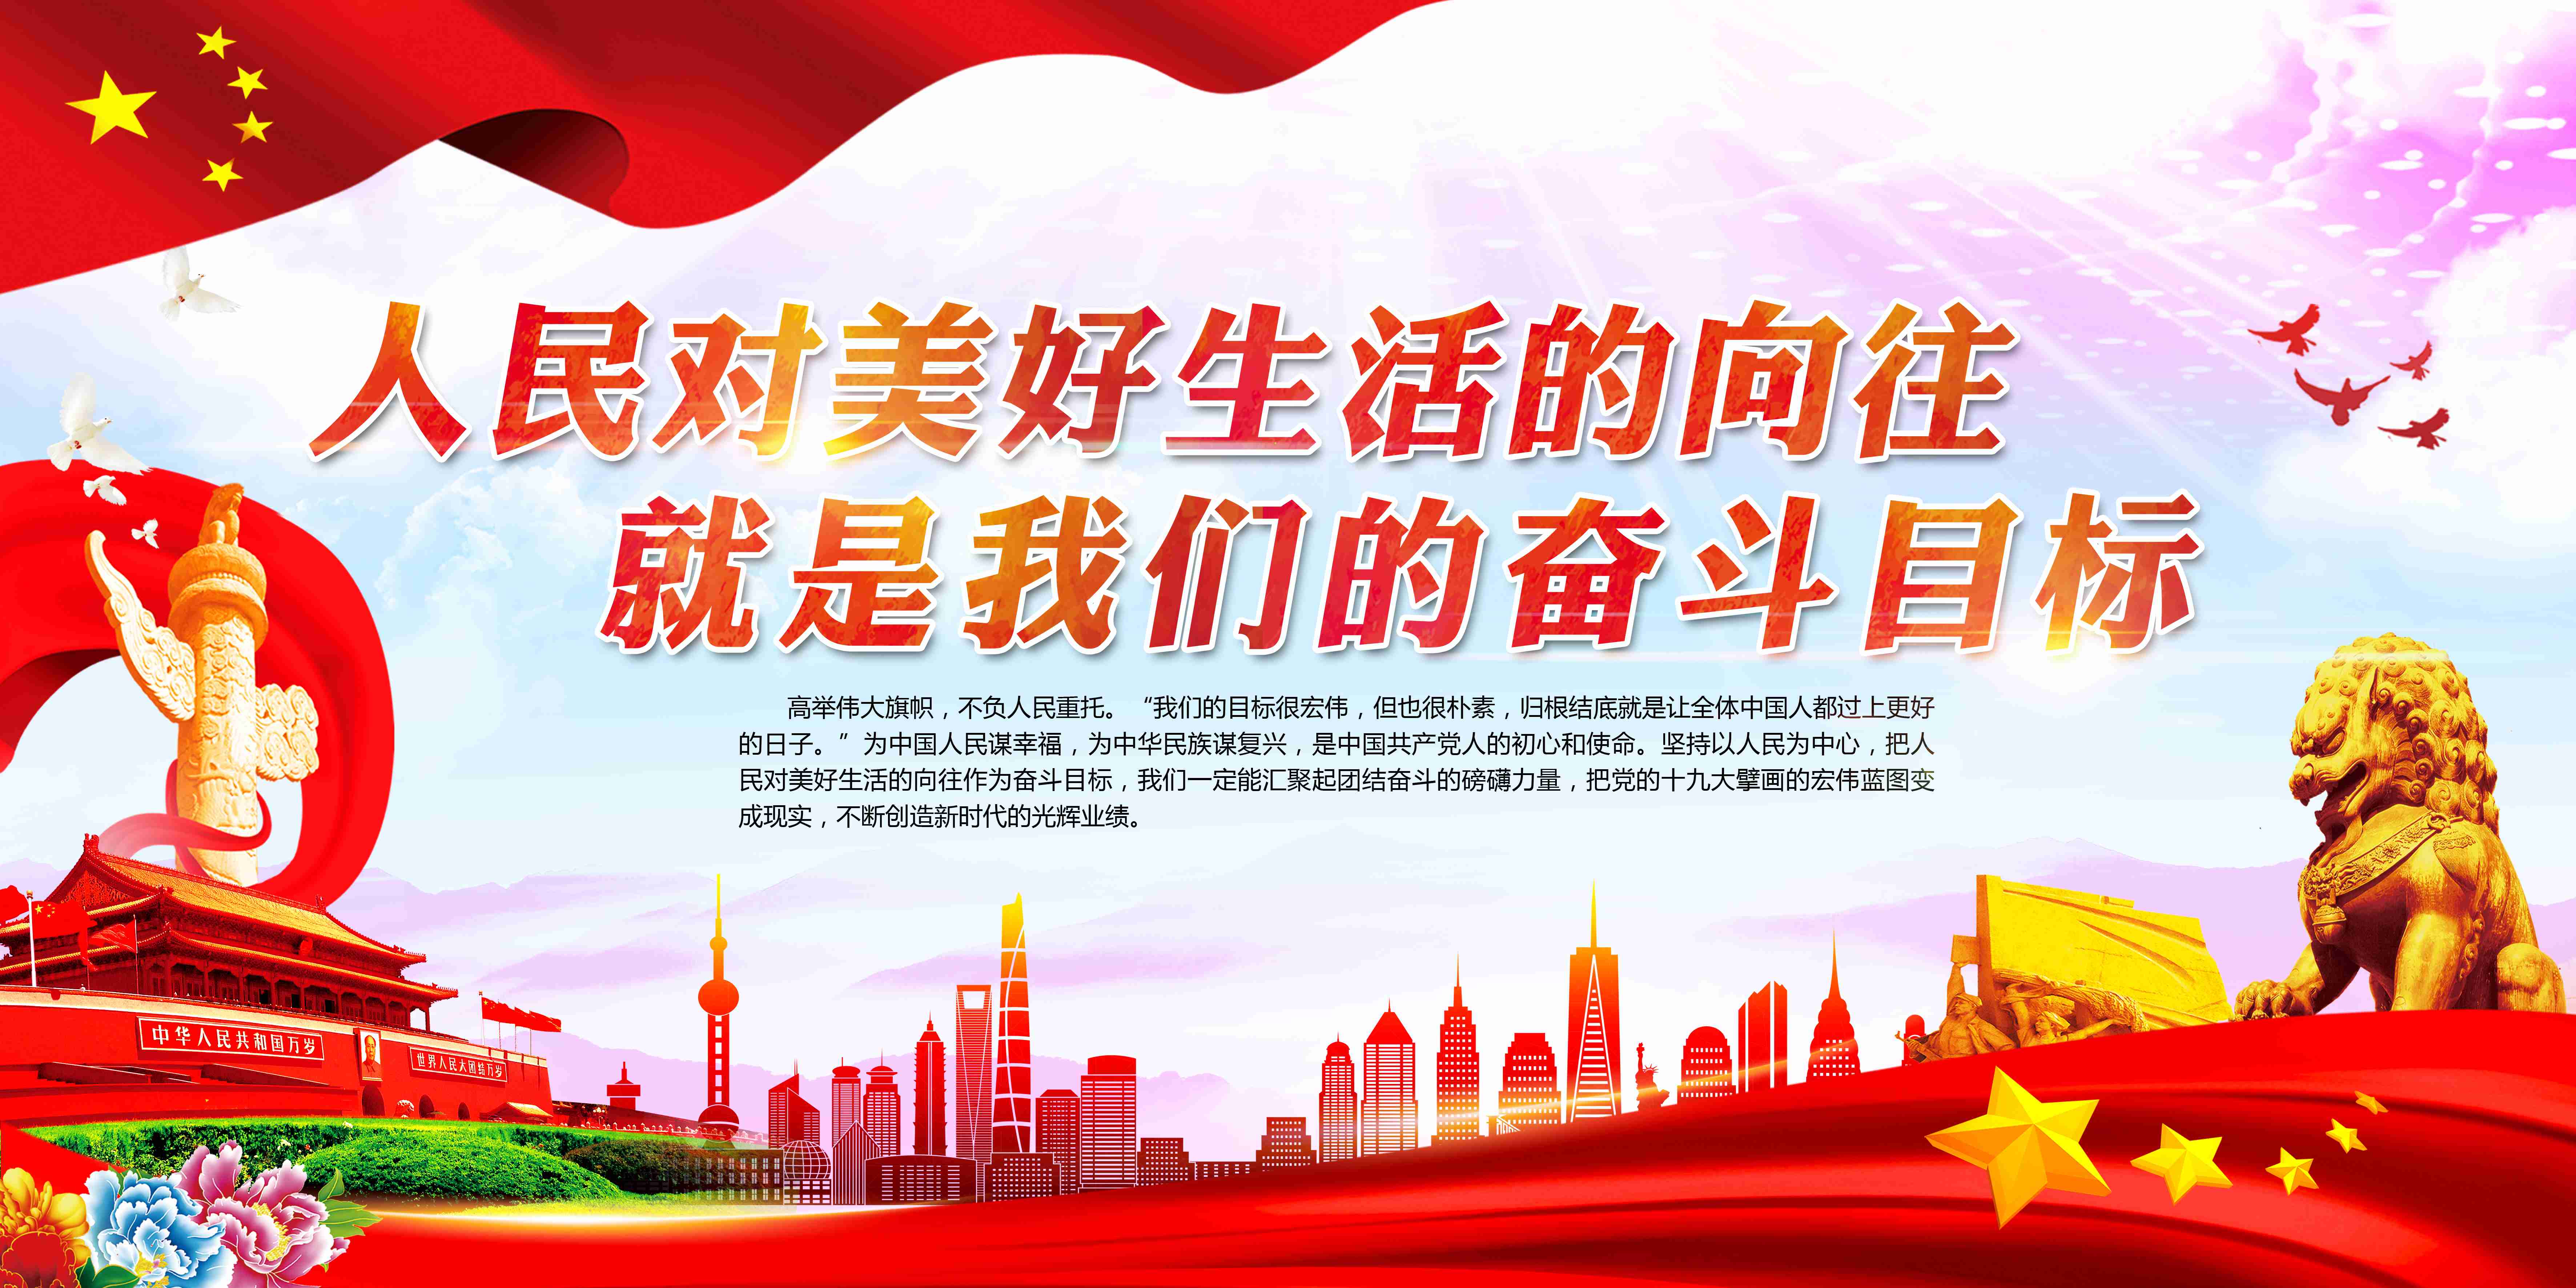 人民对美好生活的向往
就是我们的奋斗目标
高举伟大旗帜，不负人民重托。“我们的目标很宏伟，但也很朴素，归根结底就是让全体中国人都过上更好
的日子。”为中国人民谋幸福，为中华民族谋复兴，是中国共产党人的初心和使命。坚持以人民为中心，把人
民对美好生活的向往作为奋斗目标，我们一定能汇聚起团结奋斗的磅礴力量，把党的十九大擘画的宏伟蓝图变
成现实，不断创造新时代的光辉业绩。
中华人民共和国万岁
世界人民大团结万岁